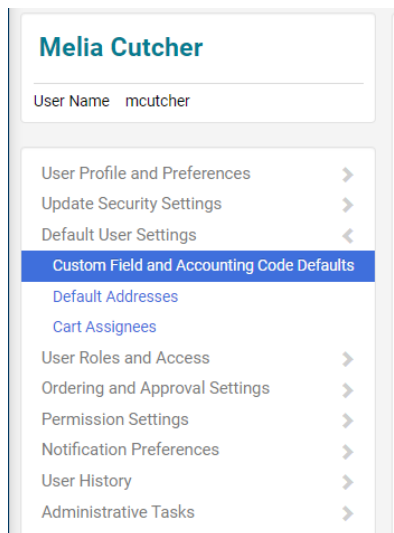 Melia Cutcher
User Name mcutcher
User Profile and Preferences
Update Security Settings
Default User Settings
Custom Field and Accounting Code Defaults
Default Addresses
Cart Assignees
User Roles and Access
Ordering and Approval Settings
Permission Settings
Notification Preferences
User History
Administrative Tasks